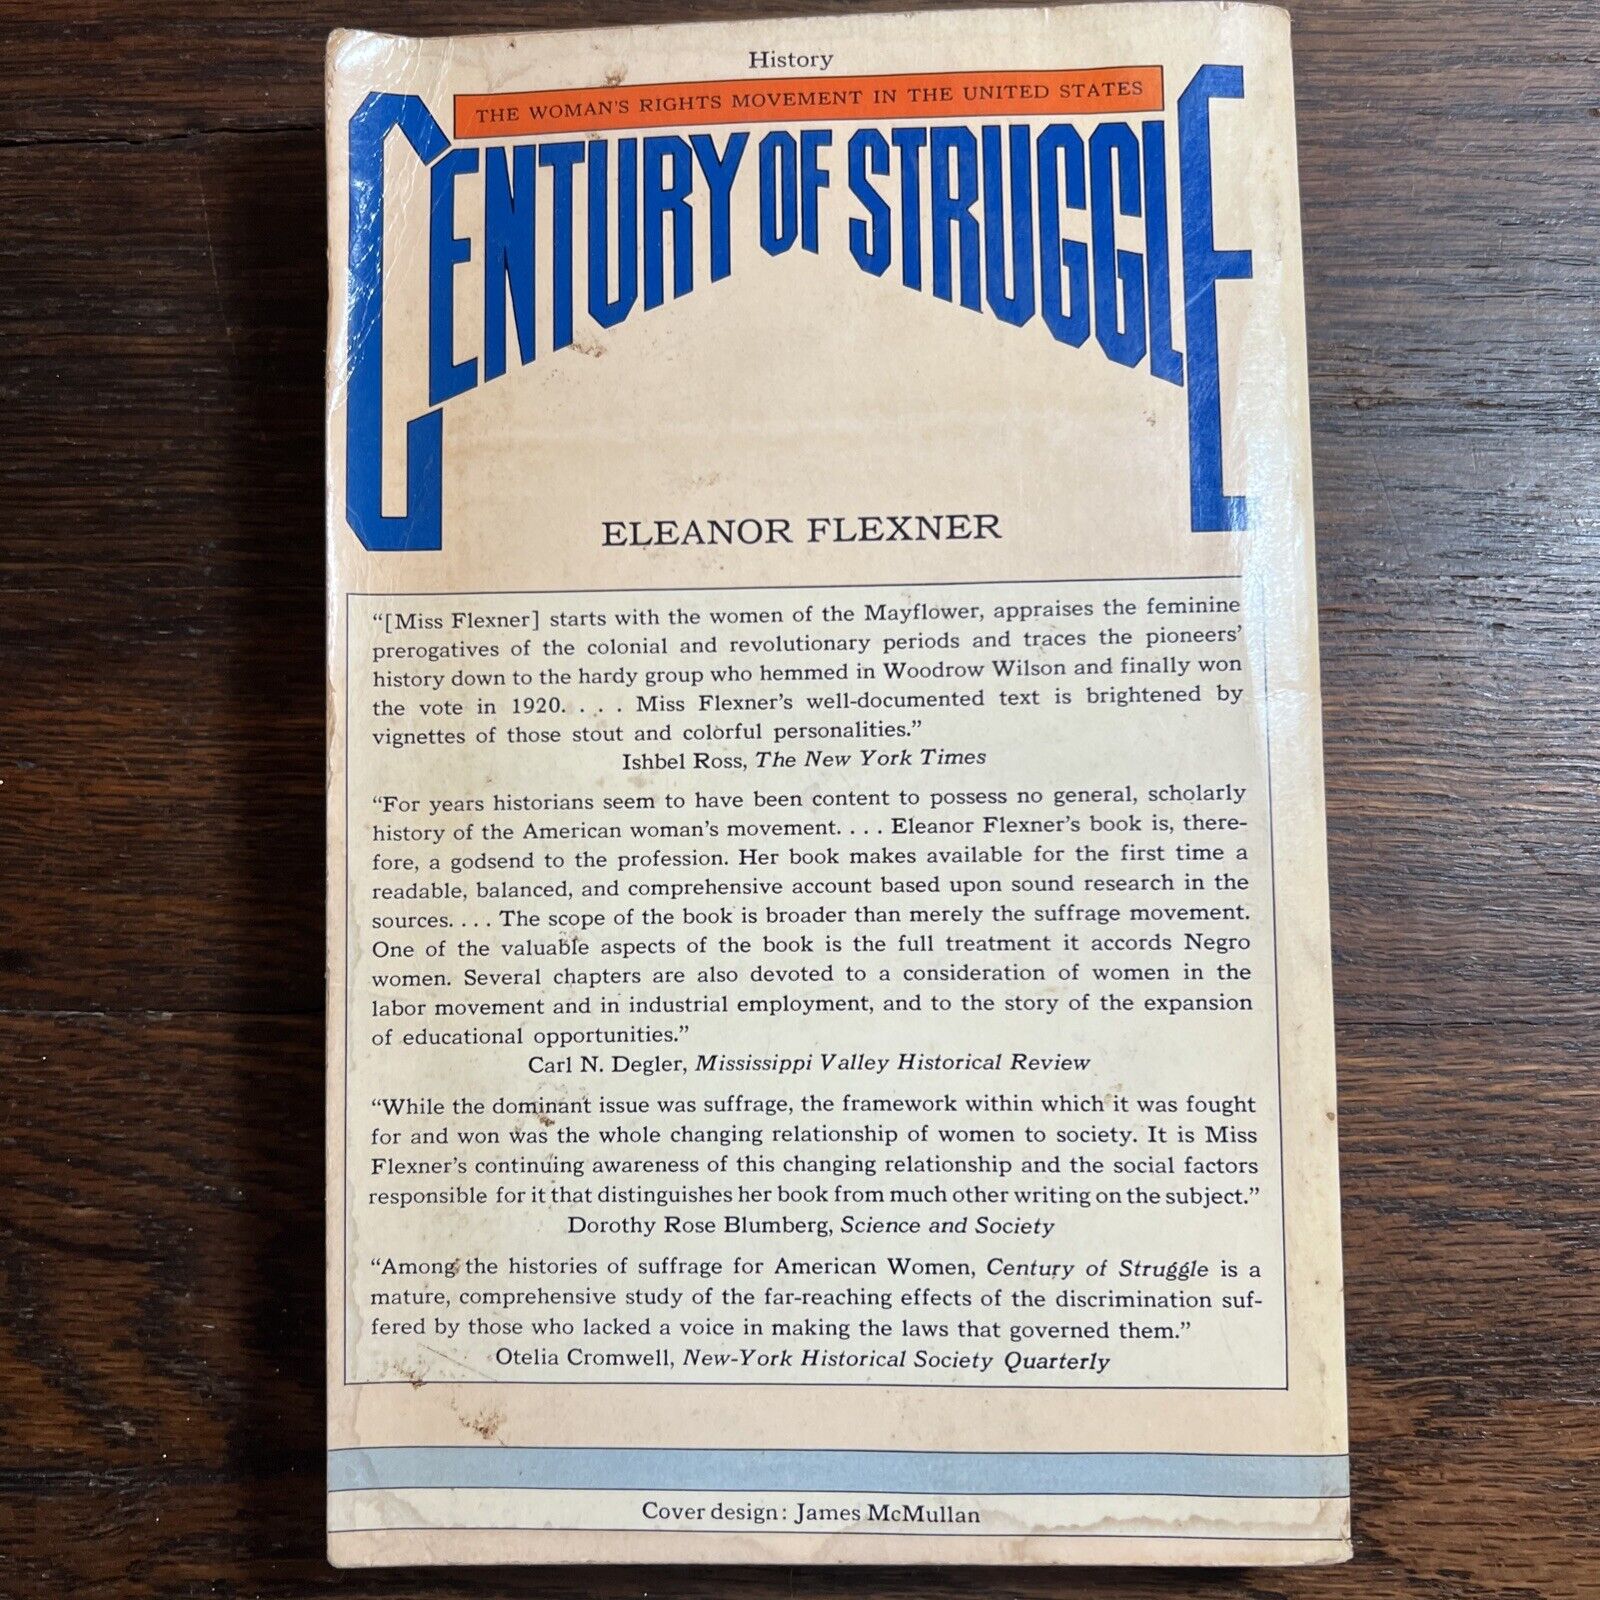 History
THE WOMAN'S RIGHTS MOVEMENT IN THE UNITED STATES
CENTURY OF STRUGGLE
ELEANOR FLEXNER
“[Miss Flexner] starts with the women of the Mayflower, appraises the feminine
prerogatives of the colonial and revolutionary periods and traces the pioneers’
history down to the hardy group who hemmed in Woodrow Wilson and finally won
the vote in 1920. . . . Miss Flexner’s well-documented text is brightened by
vignettes of those stout and colorful personalities.”
Ishbel Ross, The New York Times
“For years historians seem to have been content to possess no general, scholarly
history of the American woman’s movement. . . . Eleanor Flexner’s book is, there-
fore, a godsend to the profession. Her book makes available for the first time a
readable, balanced, and comprehensive account based upon sound research in the
sources. . . . The scope of the book is broader than merely the suffrage movement.
One of the valuable aspects of the book is the full treatment it accords Negro
women. Several chapters are also devoted to a consideration of women in the
labor movement and in industrial employment, and to the story of the expansion
of educational opportunities.”
Carl N. Degler, Mississippi Valley Historical Review
“While the dominant issue was suffrage, the framework within which it was fought
for and won was the whole changing relationship of women to society. It is Miss
Flexner’s continuing awareness of this changing relationship and the social factors
responsible for it that distinguishes her book from much other writing on the subject.”
Dorothy Rose Blumberg, Science and Society
“Among the histories of suffrage for American Women, Century of Struggle is a
mature, comprehensive study of the far-reaching effects of the discrimination suf-
fered by those who lacked a voice in making the laws that governed them.”
Otelia Cromwell, New-York Historical Society Quarterly
Cover design: James McMullan